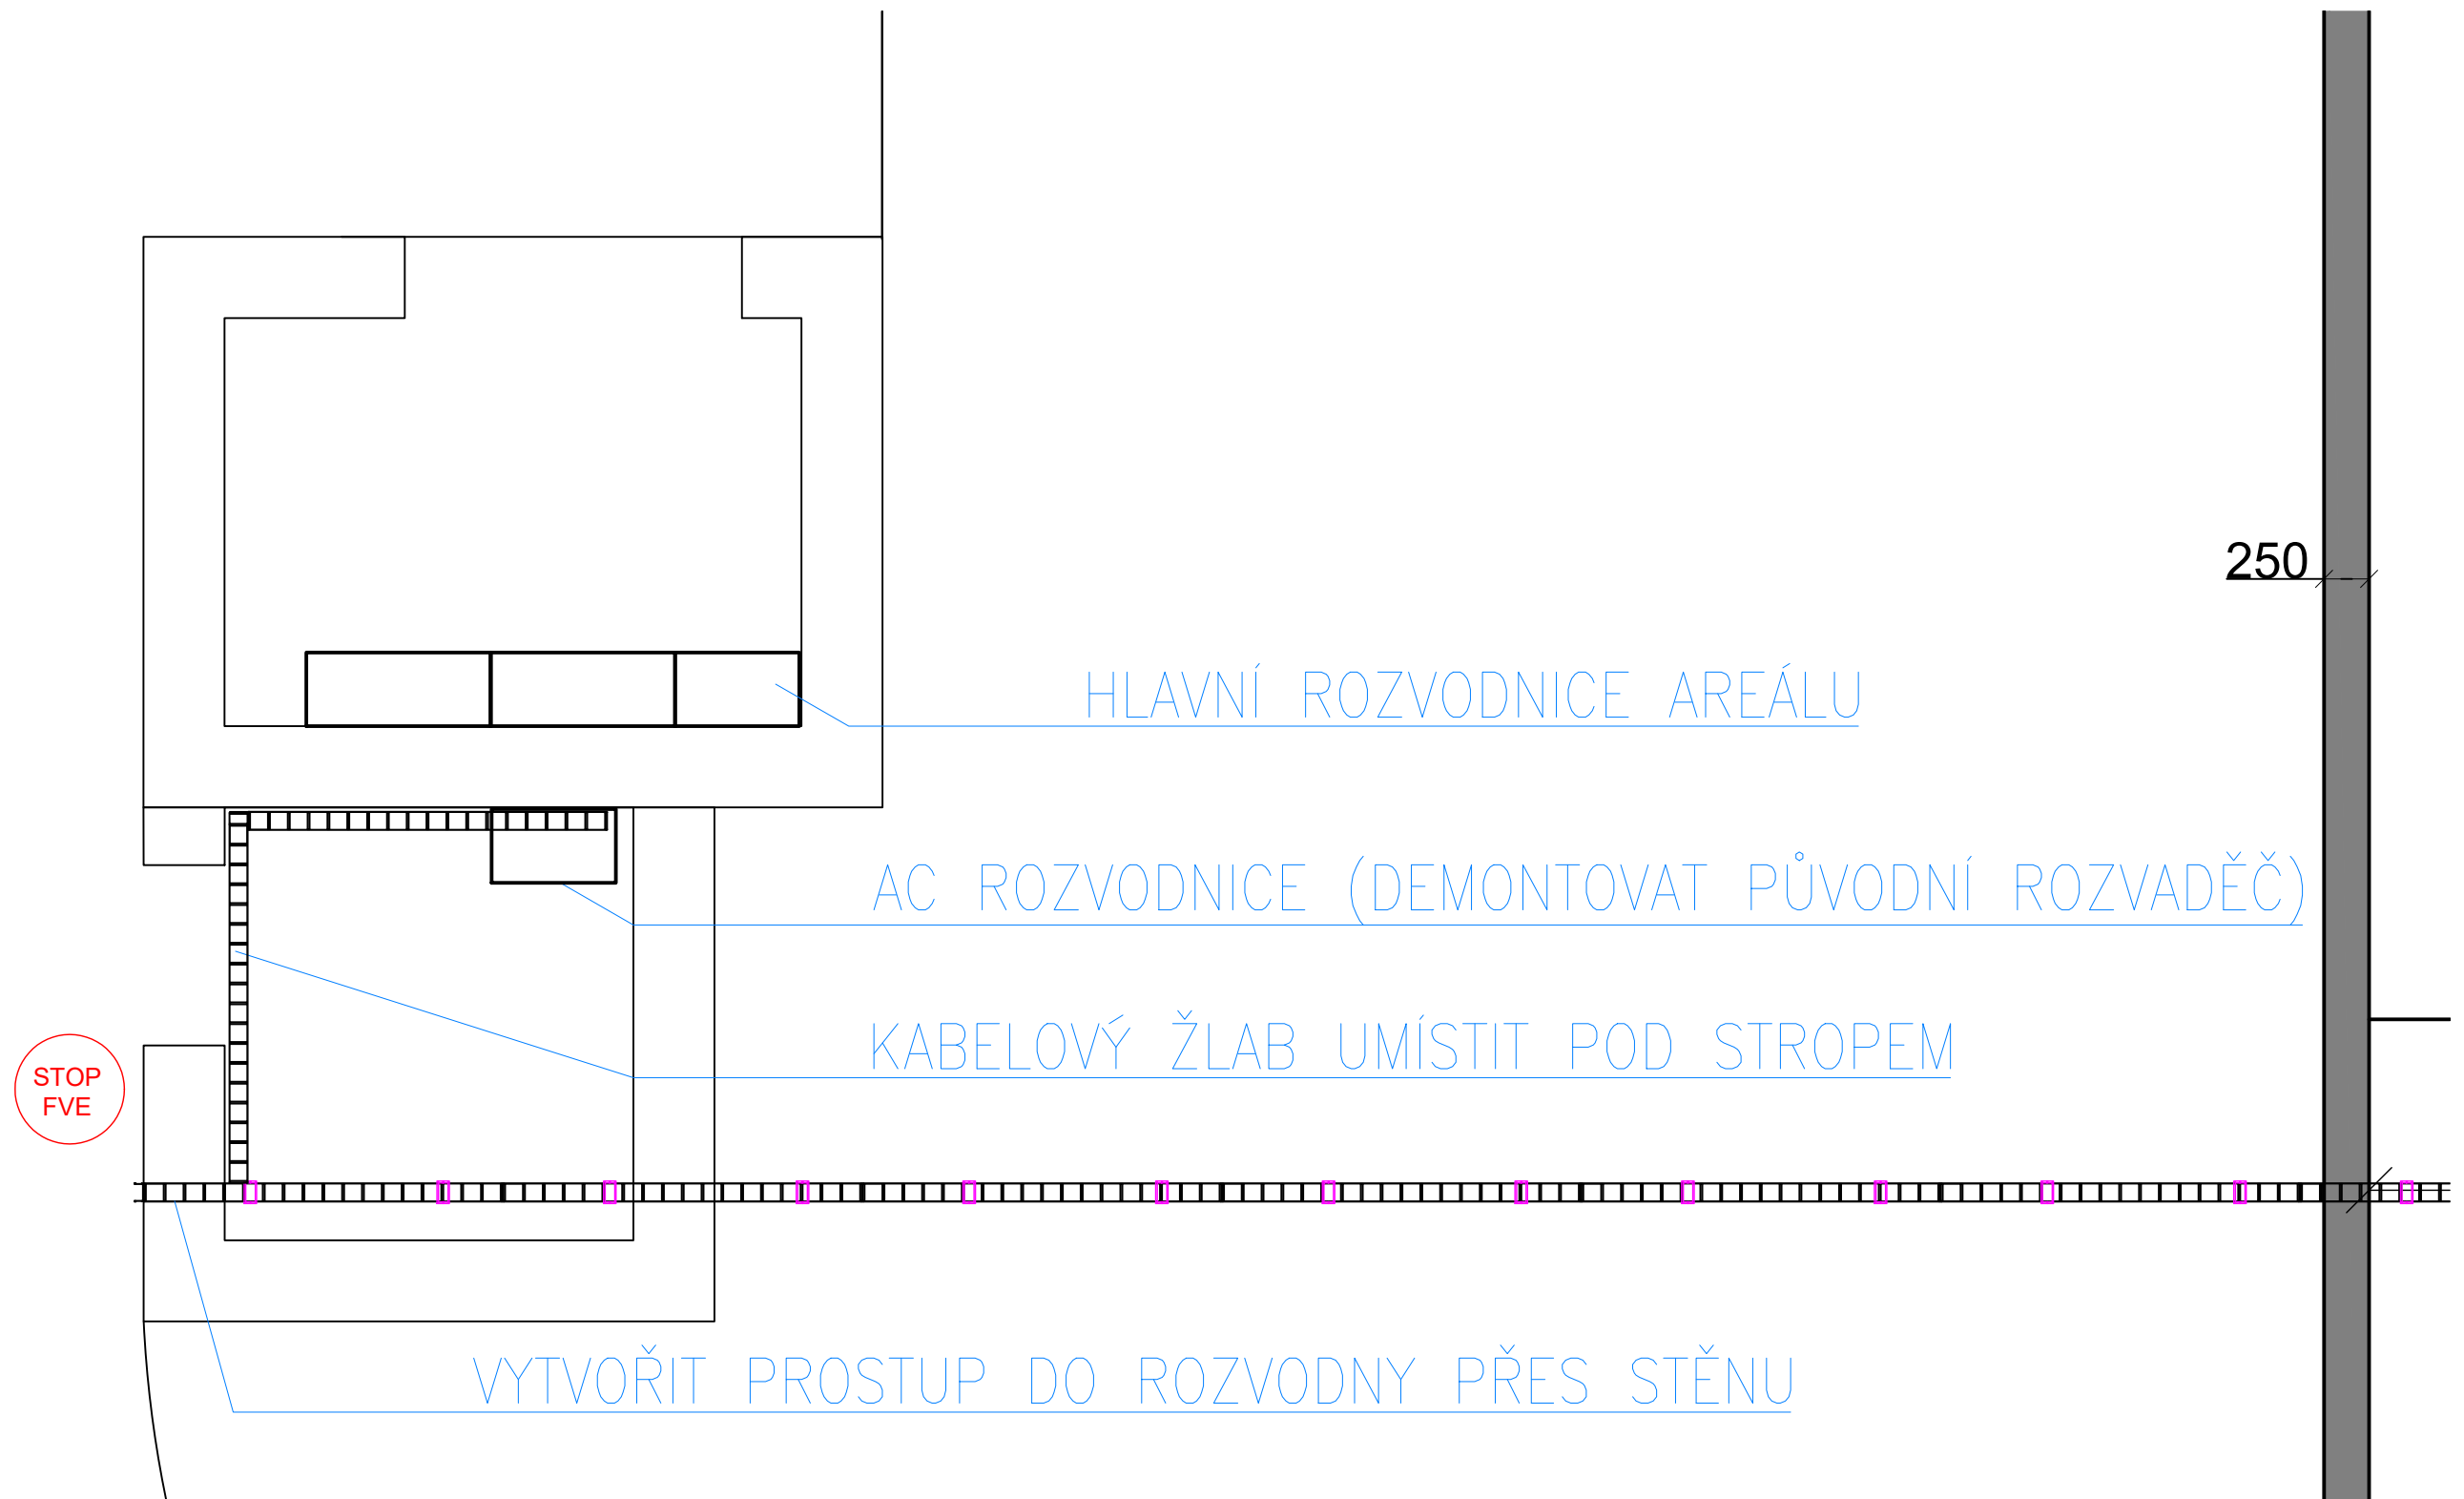 250
HLAVNÍ ROZVODNICE AREÁLU
AC ROZVODNICE (DEMONTOVAT PŮVODNÍ ROZVADĚČ)
KABELOVÝ ŽLAB UMÍSTIT POD STROPEM
STOP
FVE
VYTVOŘIT PROSTUP DO ROZVODNY PŘES STĚNU